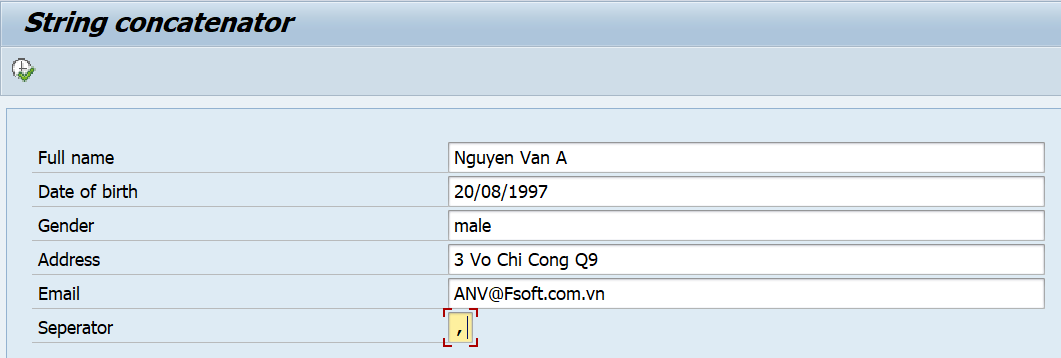 String concatenator
Full name Nguyen Van A
Date of birth 20/08/1997
Gender male
Address 3 Vo Chi Cong Q9
Email ANV@Fsoft.com.vn
Seperator ,